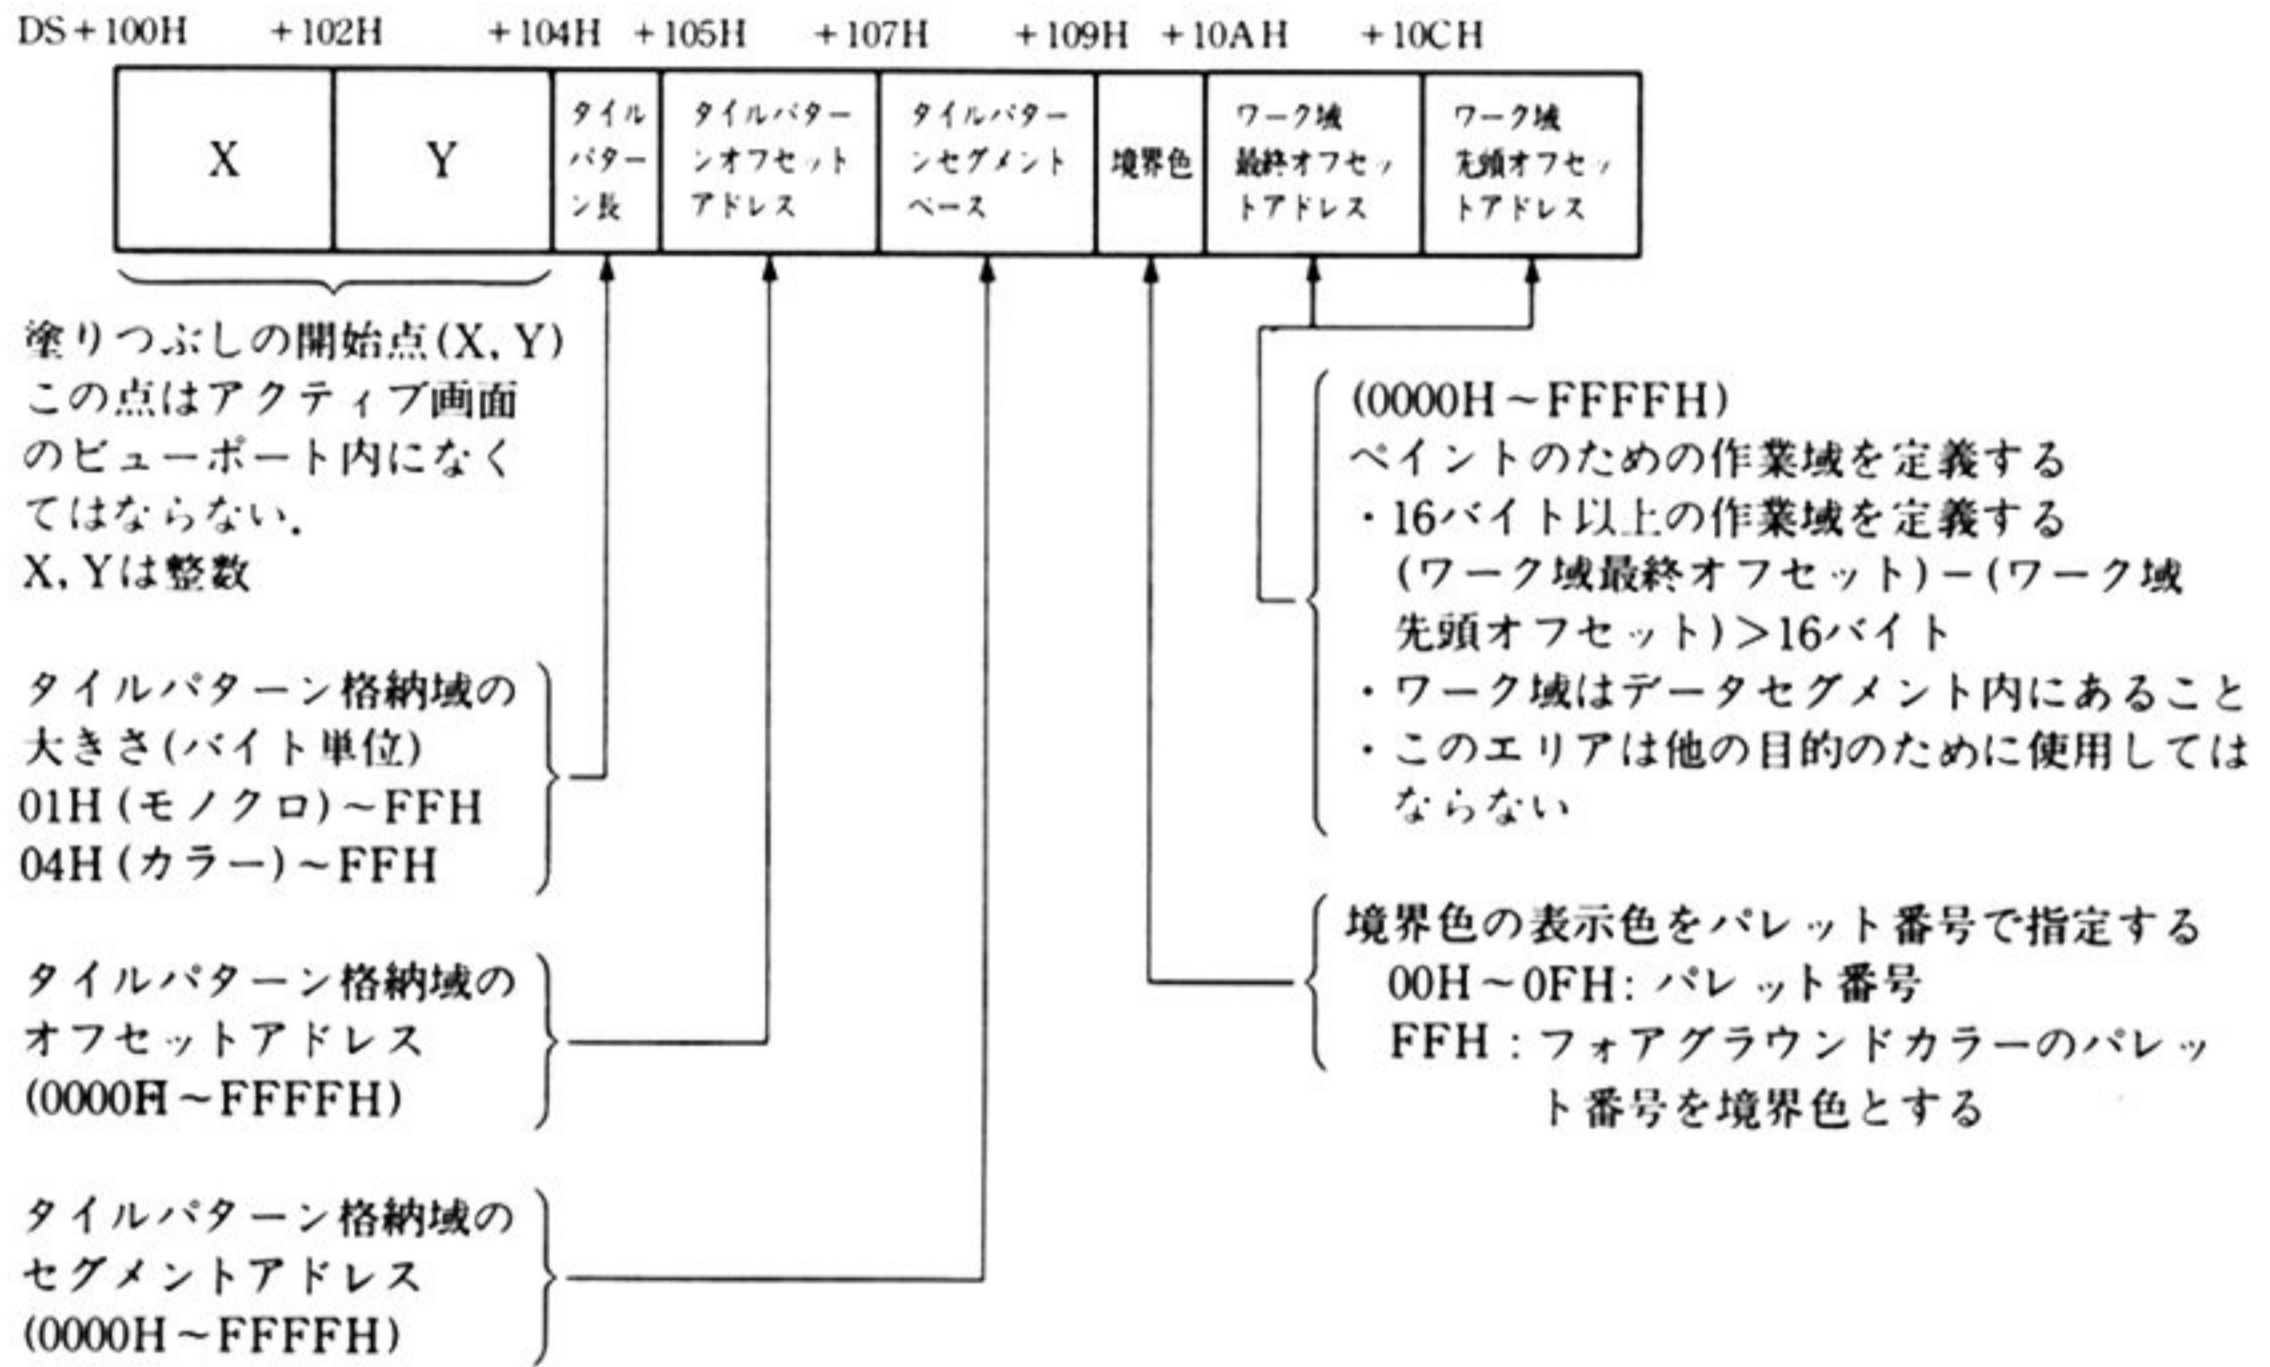 DS+100H +102H +104H +105H +107H +109H +10AH +10CH
X
Y
タイル
パター
ン長
タイルパター
ンオフセット
アドレス
タイルパター
ンセグメント
ベース
境界色
ワーク域
最終オフセッ
トアドレス
ワーク域
先頭オフセッ
トアドレス
塗りつぶしの開始点(X, Y)
この点はアクティブ画面
のビューポート内になく
てはならない.
X, Yは整数
タイルパターン格納域の
大きさ(バイト単位)
01H(モノクロ)~FFH
04H(カラー)~FFH
タイルパターン格納域の
オフセットアドレス
(0000H~FFFFH)
タイルパターン格納域の
セグメントアドレス
(0000H~FFFFH)
(0000H~FFFFH)
ペイントのための作業域を定義する
・16バイト以上の作業域を定義する
(ワーク域最終オフセット)-(ワーク域
先頭オフセット)>16バイト
・ワーク域はデータセグメント内にあること
・このエリアは他の目的のために使用しては
ならない
境界色の表示色をパレット番号で指定する
00H~0FH: パレット番号
FFH:フォアグラウンドカラーのパレッ
ト番号を境界色とする